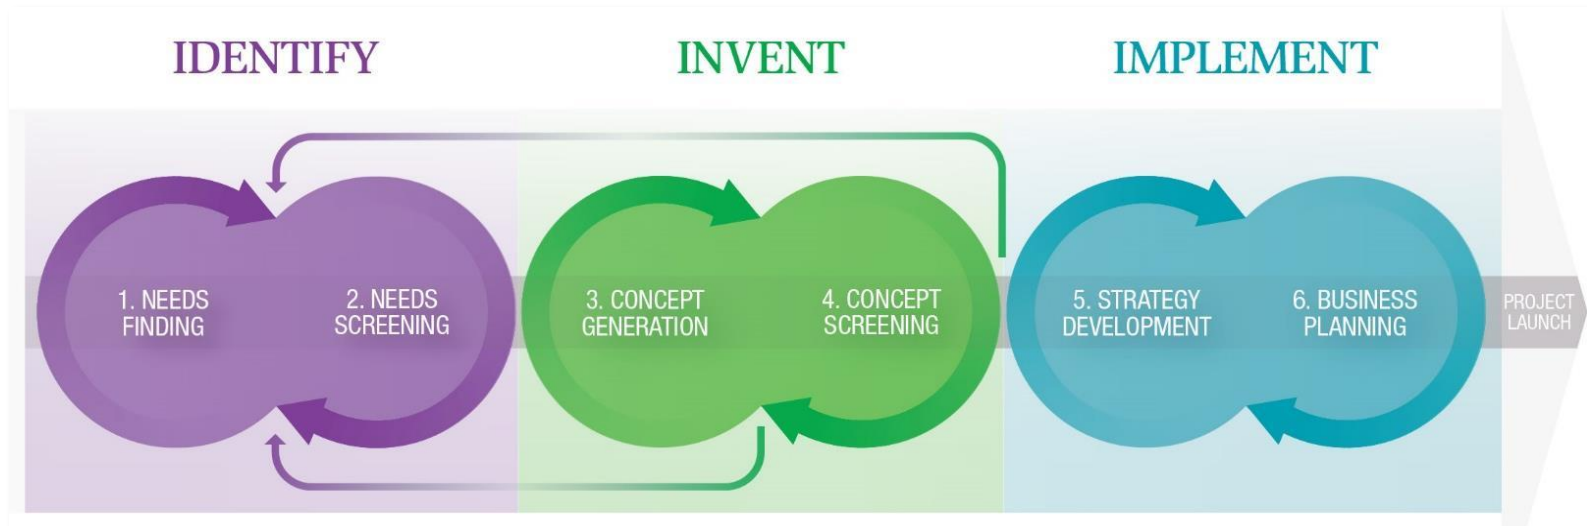 IDENTIFY
INVENT
IMPLEMENT
1. NEEDS
FINDING
2. NEEDS
SCREENING
3. CONCEPT
GENERATION
4. CONCEPT
SCREENING
5. STRATEGY
DEVELOPMENT
6. BUSINESS
PLANNING
PROJECT
LAUNCH